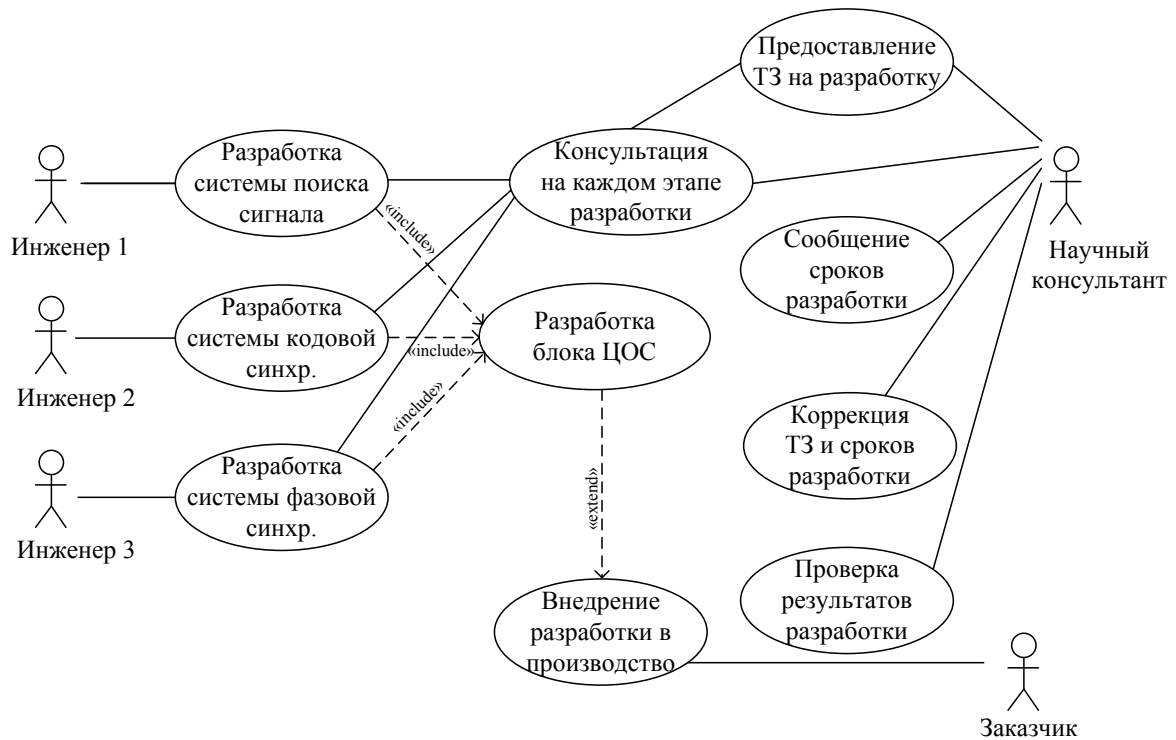 Предоставление
ТЗ на разработку
Разработка
системы поиска
сигнала
Консультация
на каждом этапе
разработки
Инженер 1
«include»
Сообщение
сроков
разработки
Научный
консультант
Разработка
системы кодовой
синхр.
«include»
Разработка
блока ЦОС
Инженер 2
«include»
Коррекция
ТЗ и сроков
разработки
Разработка
системы фазовой
синхр.
«extend»
Инженер 3
Внедрение
разработки в
производство
Проверка
результатов
разработки
Заказчик